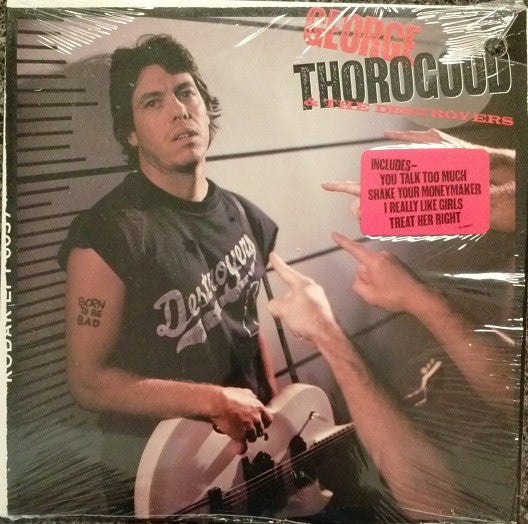 GEORGE
THOROGOOD
& THE DESTROYERS
INCLUDES~
YOU TALK TOO MUCH
SHAKE YOUR MONEYMAKER
I REALLY LIKE GIRLS
TREAT HER RIGHT
Destroyers
BORN
TO BE
BAD